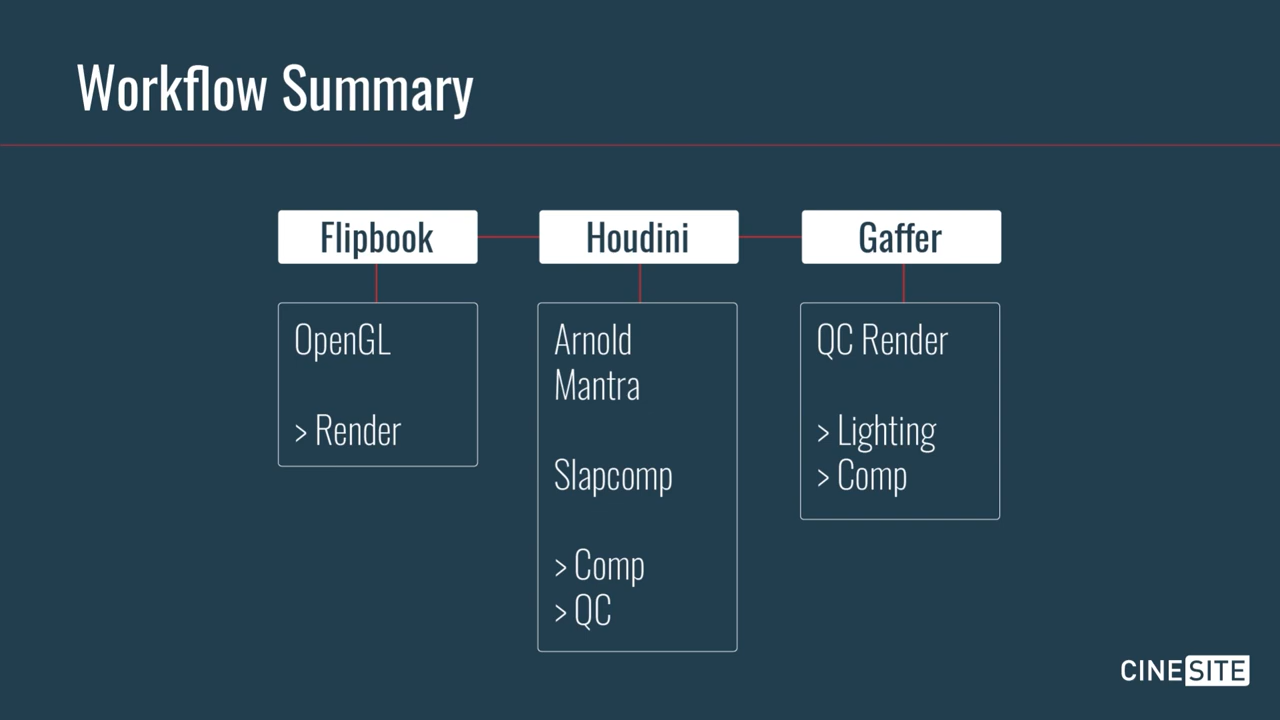 Workflow Summary
Flipbook
OpenGL
> Render
Houdini
Arnold
Mantra
Slapcomp
> Comp
> QC
Gaffer
QC Render
> Lighting
> Comp
CINESITE